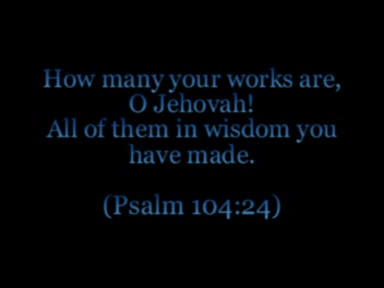 How many your works are,
O Jehovah!
All of them in wisdom you
have made.
(Psalm 104:24)